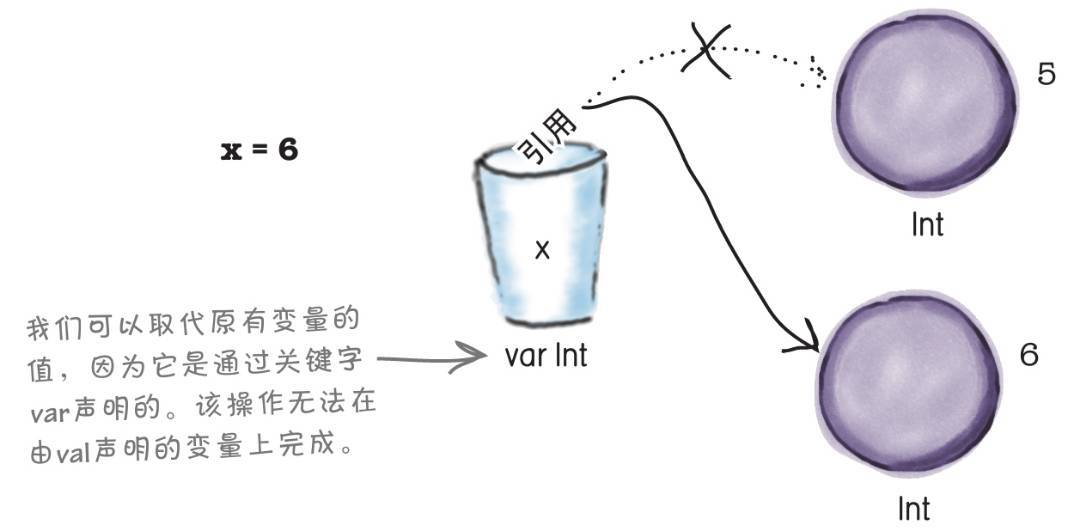 5
引用
x = 6
x
Int
我们可以取代原有变量的
值，因为它是通过关键字
var声明的。该操作无法在
由val声明的变量上完成。
var Int
6
Int